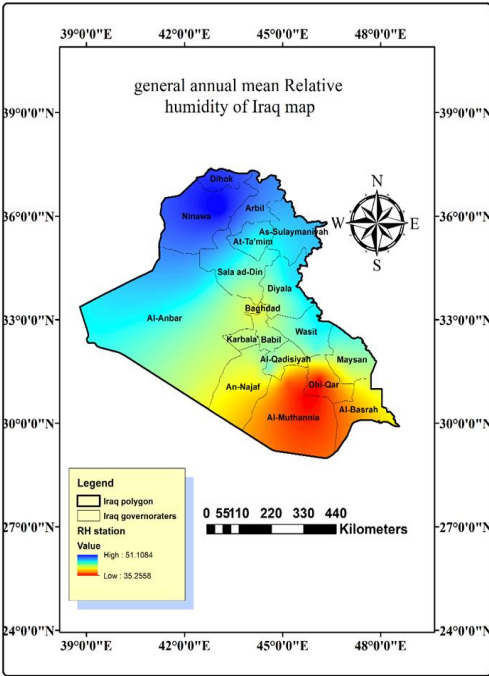 39°0'0"E 42°0'0"E 45°0'0"E 48°0'0"E
general annual mean Relative
humidity of Iraq map
39°0'0"N 39°0'0"N
36°0'0"N 36°0'0"N
33°0'0"N 33°0'0"N
30°0'0"N 30°0'0"N
27°0'0"N 27°0'0"N
24°0'0"N 24°0'0"N
N
W E
S
Dihok
Ninawa
Arbil
As-Sulaymaniyah
At-Ta'mim
Sala ad-Din
Diyala
Al-Anbar
Baghdad
Wasit
Karbala' Babil
Al-Qadisiyah
Maysan
An-Najaf
Dhi-Qar
Al-Muthannia
Al-Basrah
Legend
Iraq polygon
Iraq governoraters
RH station
Value
High : 51.1084
Low : 35.2558
0 55110 220 330 440
Kilometers
39°0'0"E 42°0'0"E 45°0'0"E 48°0'0"E